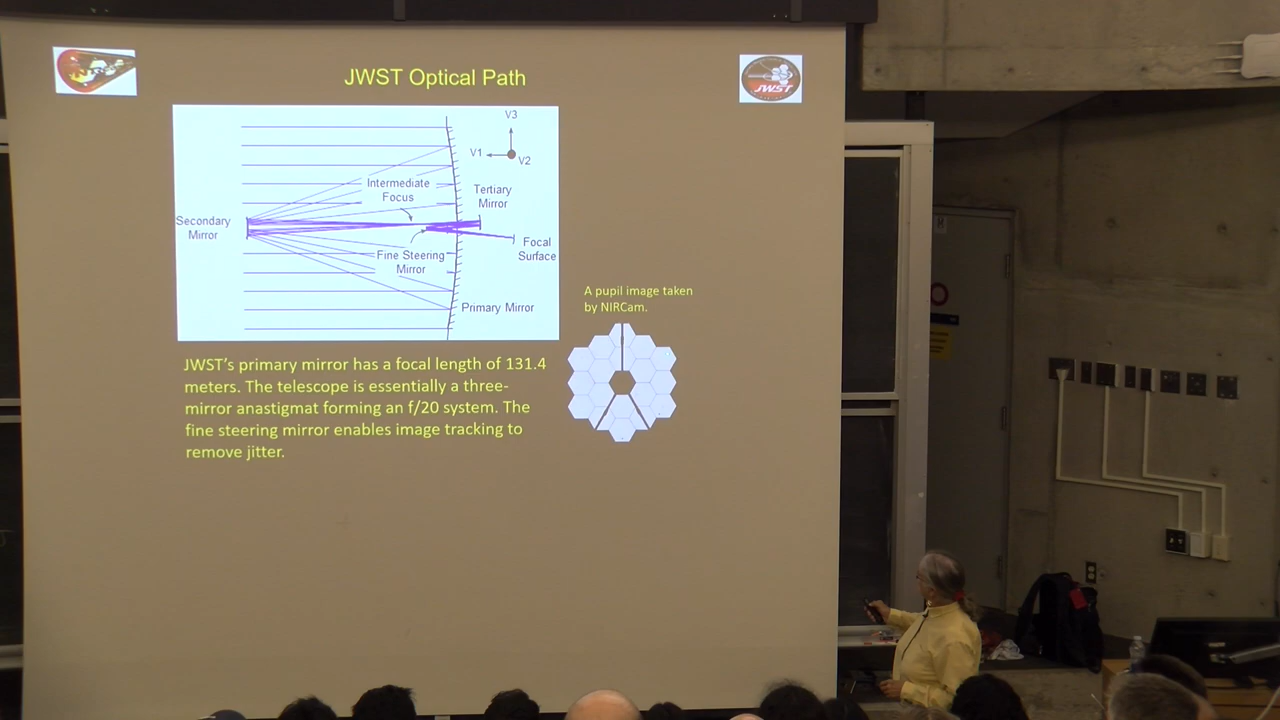 JWST Optical Path
JWST
V3
V1
V2
Intermediate
Focus
Tertiary
Mirror
Secondary
Mirror
Focal
Surface
Fine Steering
Mirror
Primary Mirror
A pupil image taken
by NIRCam.
JWST's primary mirror has a focal length of 131.4
meters. The telescope is essentially a three-
mirror anastigmat forming an f/20 system. The
fine steering mirror enables image tracking to
remove jitter.